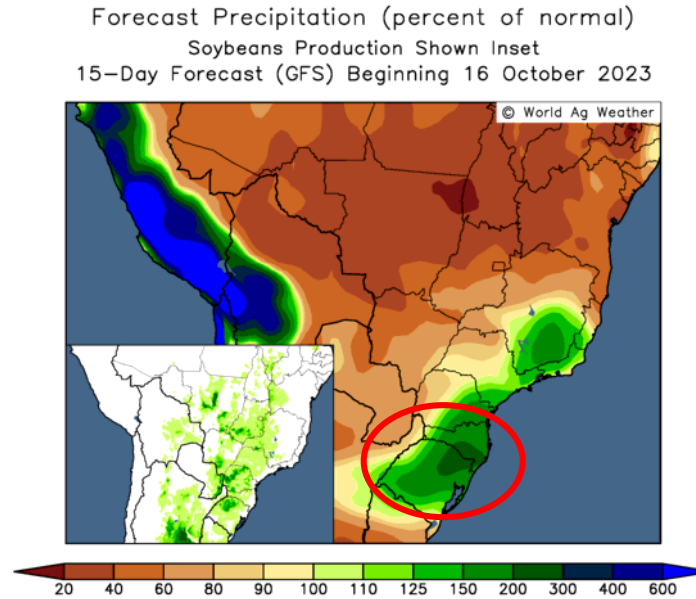 Forecast Precipitation (percent of normal)
Soybeans Production Shown Inset
15-Day Forecast (GFS) Beginning 16 October 2023
© World Ag Weather
20 40 60 80 90 100 110 125 150 200 300 400 600